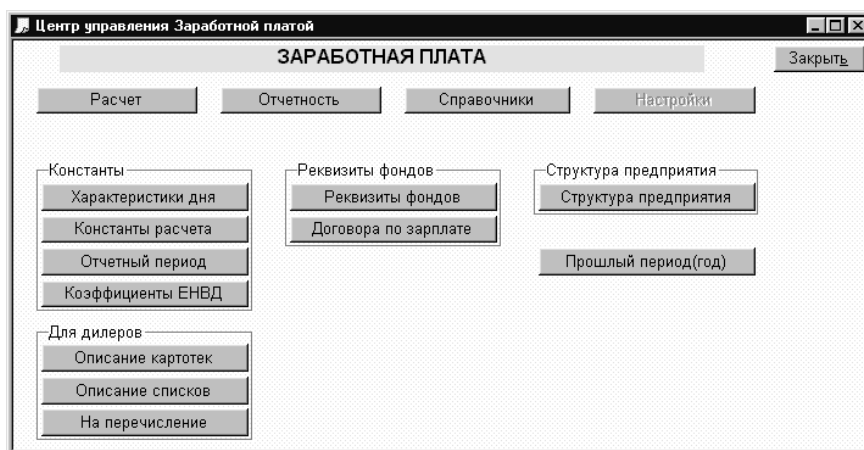 Центр управления Заработной платой
ЗАРАБОТНАЯ ПЛАТА
Закрыть
Расчет
Отчетность
Справочники
Настройки
Константы
Характеристики дня
Константы расчета
Отчетный период
Коэффициенты ЕНВД
Реквизиты фондов
Реквизиты фондов
Договора по зарплате
Структура предприятия
Структура предприятия
Прошлый период(год)
Для дилеров
Описание картотек
Описание списков
На перечисление